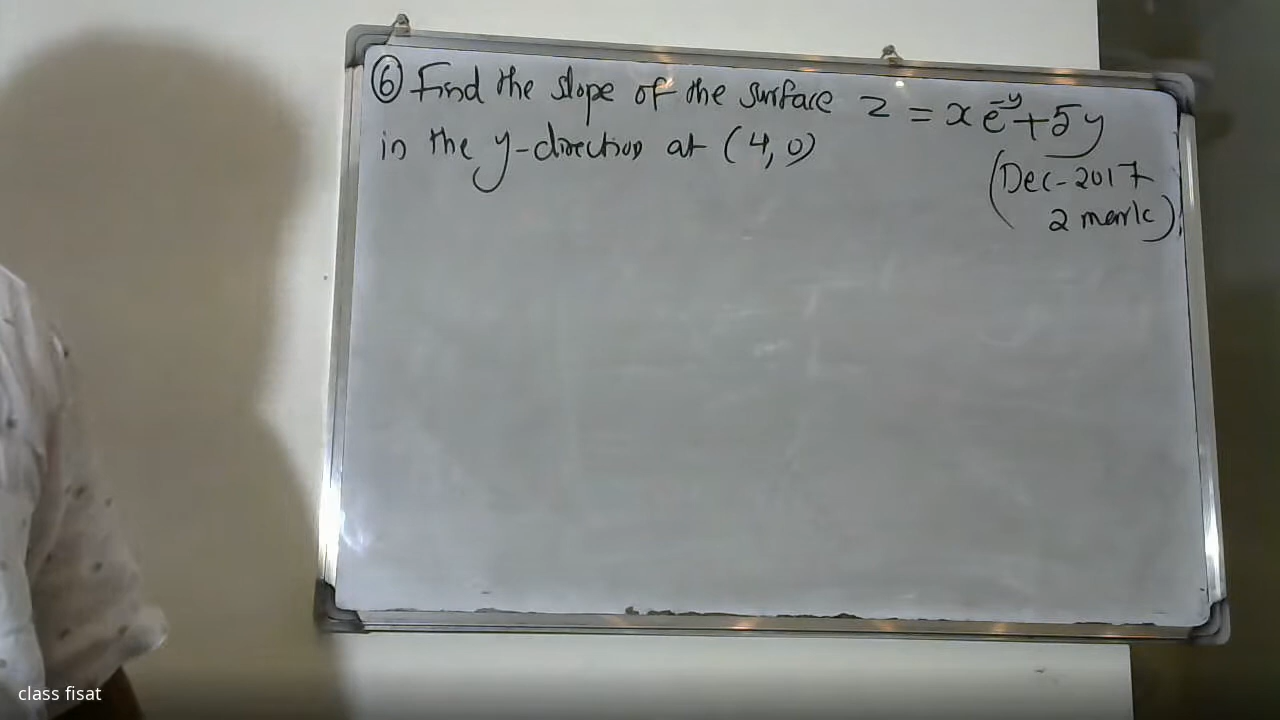 ⑥ Find the slope of the surface z = x e^-y + 5y
in the y-direction at (4, 0)
(Dec-2017
2 mark)
class fisat